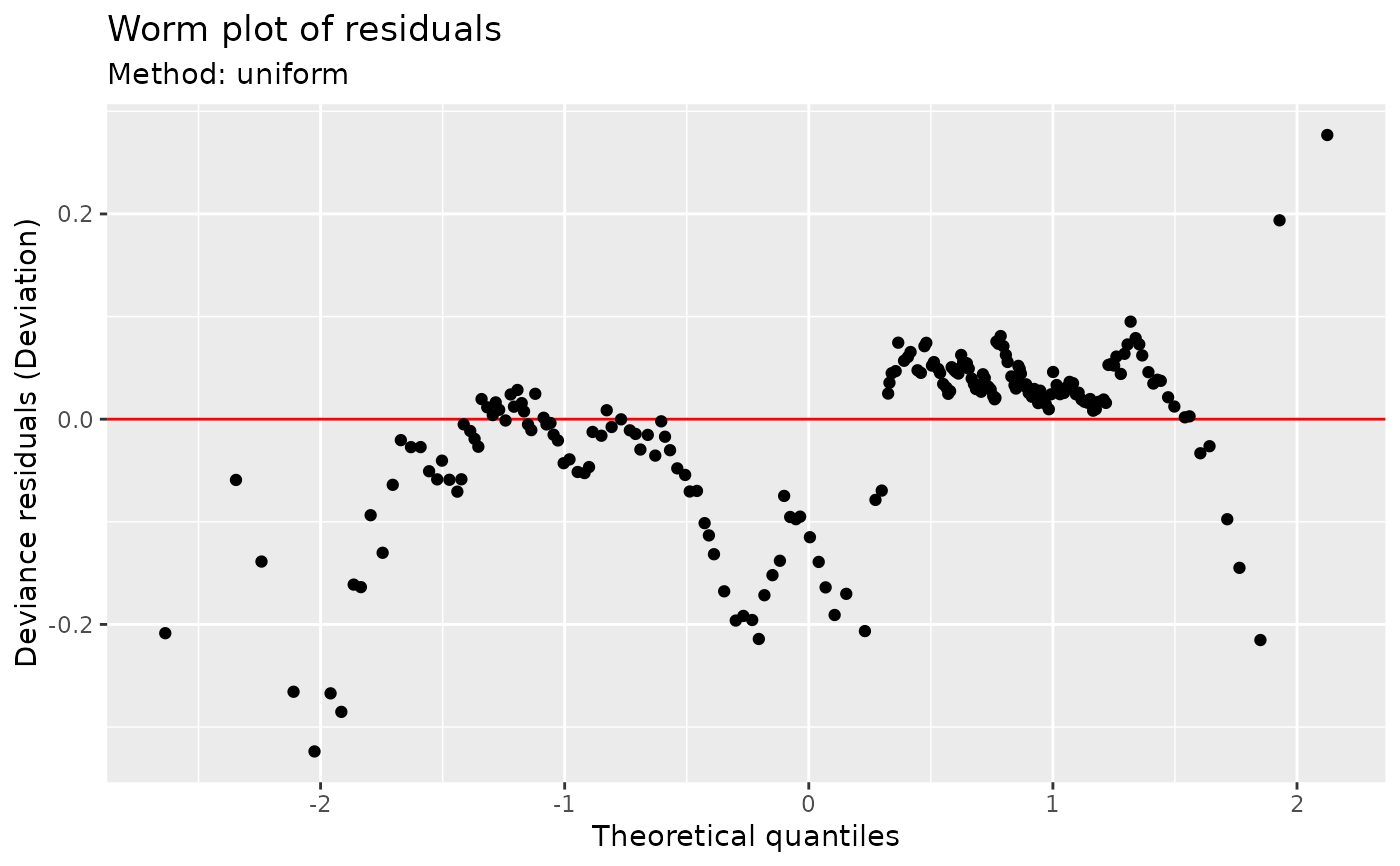 Worm plot of residuals
Method: uniform
Deviance residuals (Deviation)
0.2
0.0
-0.2
-2
-1
0
1
2
Theoretical quantiles